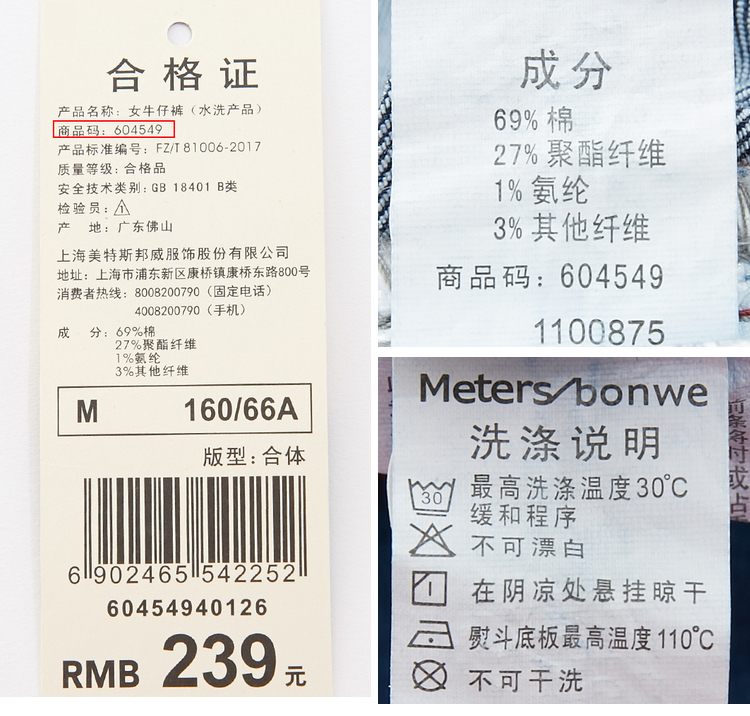 合格证
产品名称：女牛仔裤（水洗产品）
商品码：604549
产品标准编号：FZ/T 81006-2017
质量等级：合格品
安全技术类别：GB 18401 B类
检验员：1
产 地：广东佛山
上海美特斯邦威服饰股份有限公司
地址：上海市浦东新区康桥镇康桥东路800号
消费者热线：8008200790（固定电话）
4008200790（手机）
成 分：69%棉
27%聚酯纤维
1%氨纶
3%其他纤维
M 160/66A
版型：合体
6 902465 542252
60454940126
RMB 239元
成分
69% 棉
27% 聚酯纤维
1% 氨纶
3% 其他纤维
商品码：604549
1100875
Meters/bonwe
洗涤说明
30 最高洗涤温度30℃
缓和程序
不可漂白
在阴凉处悬挂晾干
熨斗底板最高温度110℃
不可干洗